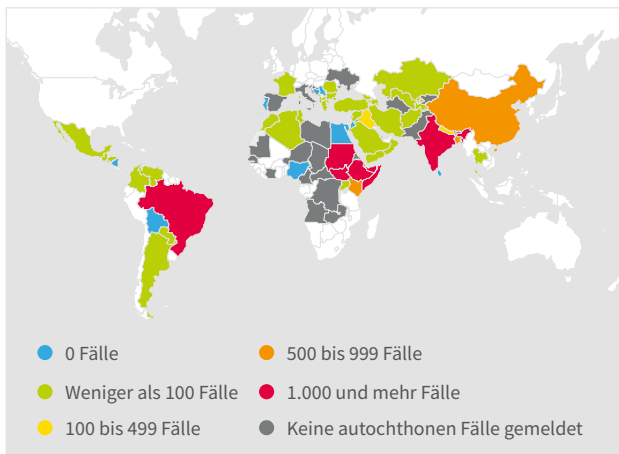 0 Fälle
Weniger als 100 Fälle
100 bis 499 Fälle
500 bis 999 Fälle
1.000 und mehr Fälle
Keine autochthonen Fälle gemeldet